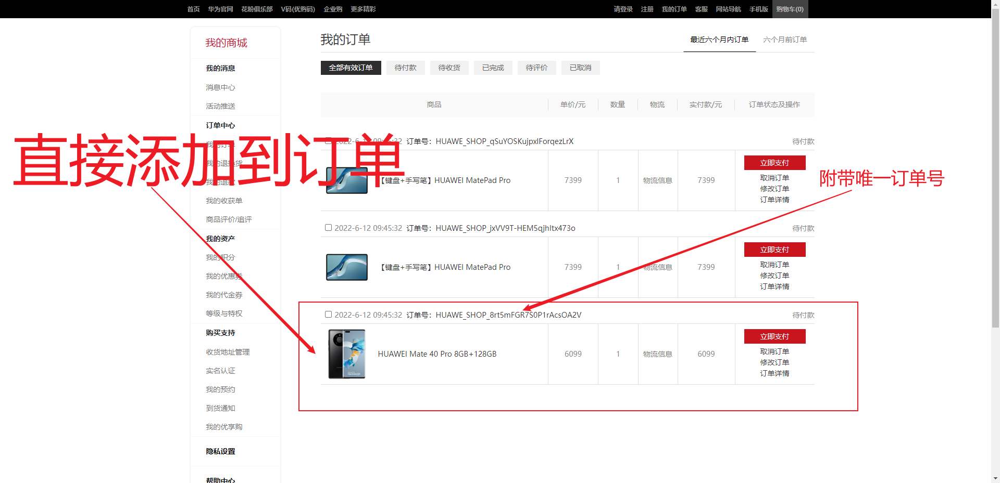 首页 华为官网 花粉俱乐部 V码(优购码) 企业购 更多精彩 请登录 注册 我的订单 客服 网站导航 手机版 购物车(0)
我的商城
我的消息
消息中心
活动推送
订单中心
我的订单
我的退换货
我的退款
我的收获单
商品评价/追评
我的资产
我的积分
我的优惠券
我的代金券
等级与特权
购买支持
收货地址管理
实名认证
我的预约
到货通知
我的优享购
隐私设置
帮助中心
我的订单
最近六个月内订单 六个月前订单
全部有效订单 待付款 待收货 已完成 待评价 已取消
商品 单价/元 数量 物流 实付款/元 订单状态及操作
直接添加到订单
2022-6-12 09:45:32 订单号：HUAWE_SHOP_qSuYOSKujpxlForqezLrX 待付款
【键盘+手写笔】HUAWEI MatePad Pro 7399 1 物流信息 7399
立即支付
取消订单
修改订单
订单详情
附带唯一订单号
2022-6-12 09:45:32 订单号：HUAWE_SHOP_jxVV9T-HEM5qjhItx473o 待付款
【键盘+手写笔】HUAWEI MatePad Pro 7399 1 物流信息 7399
立即支付
取消订单
修改订单
订单详情
2022-6-12 09:45:32 订单号：HUAWE_SHOP_8rt5mFGR7S0P1rAcsOA2V 待付款
HUAWEI Mate 40 Pro 8GB+128GB 6099 1 物流信息 6099
立即支付
取消订单
修改订单
订单详情